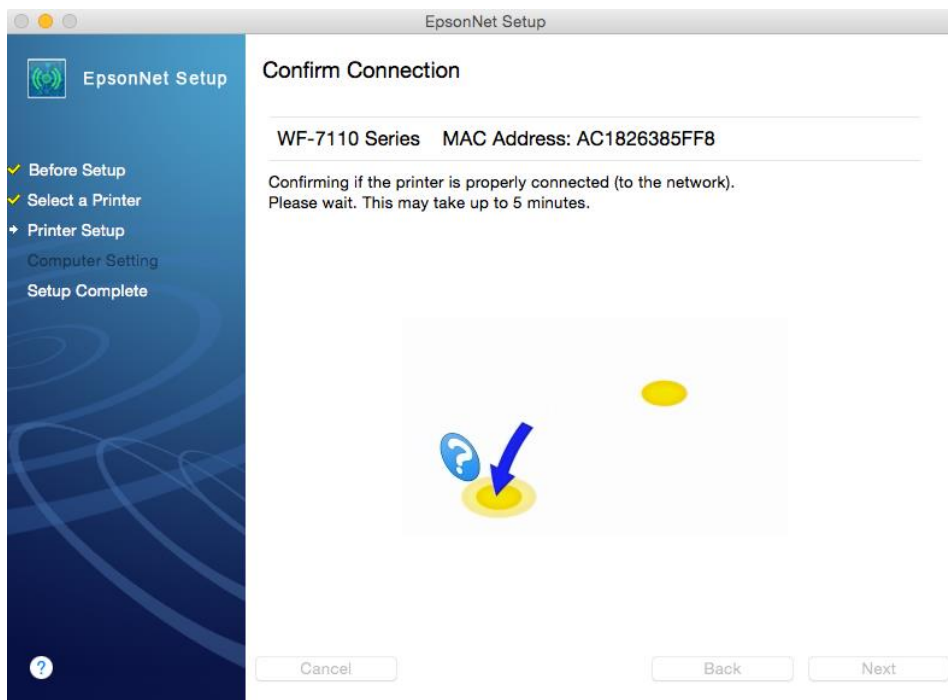 EpsonNet Setup
EpsonNet Setup
Before Setup
Select a Printer
Printer Setup
Computer Setting
Setup Complete
?
Confirm Connection
WF-7110 Series MAC Address: AC1826385FF8
Confirming if the printer is properly connected (to the network).
Please wait. This may take up to 5 minutes.
?
Cancel
Back
Next